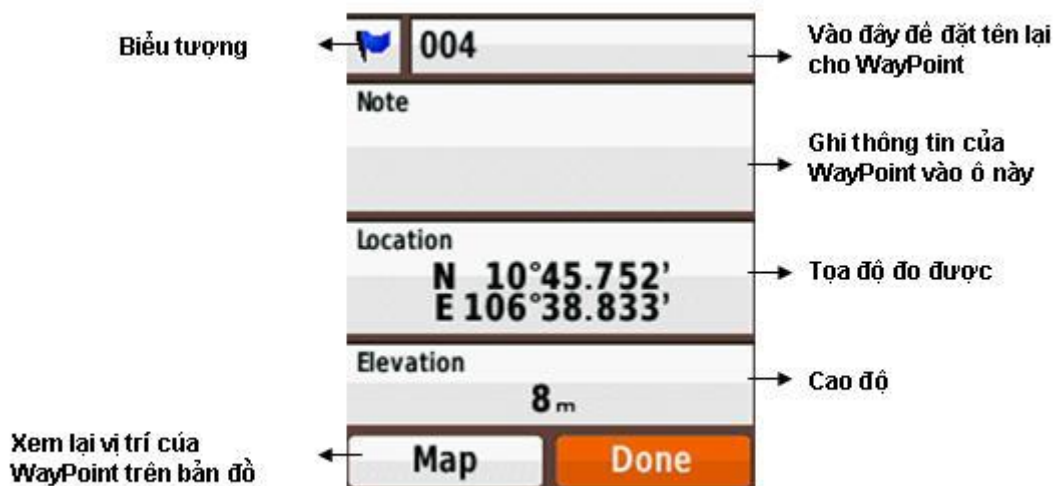 Biểu tượng
004
Vào đây để đặt tên lại
cho WayPoint
Note
Ghi thông tin của
WayPoint vào ô này
Location
N 10°45.752'
E 106°38.833'
Tọa độ đo được
Elevation
8 m
Cao độ
Xem lại vị trí cúa
WayPoint trên bản đồ
Map
Done